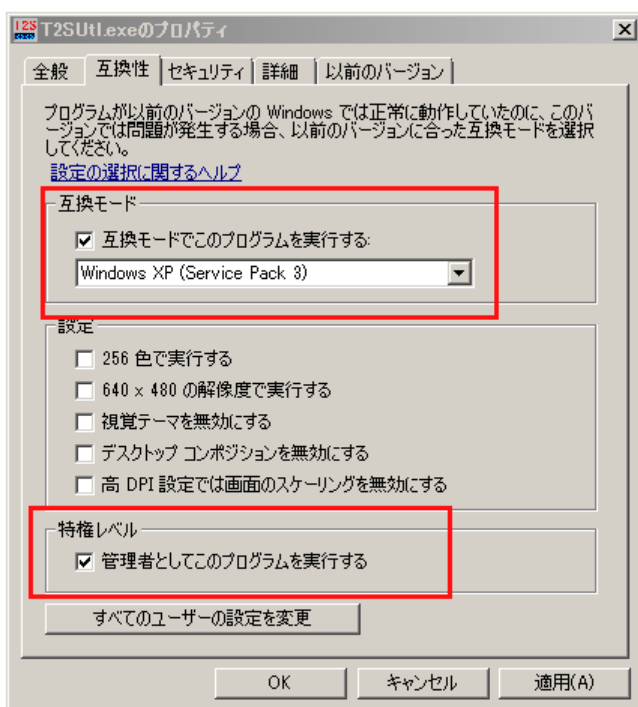 T2SUtl.exeのプロパティ
全般 互換性 セキュリティ 詳細 以前のバージョン
プログラムが以前のバージョンの Windows では正常に動作していたのに、このバ
ージョンでは問題が発生する場合、以前のバージョンに合った互換モードを選択
してください。
設定の選択に関するヘルプ
互換モード
互換モードでこのプログラムを実行する:
Windows XP (Service Pack 3)
設定
256 色で実行する
640 x 480 の解像度で実行する
視覚テーマを無効にする
デスクトップ コンポジションを無効にする
高 DPI 設定では画面のスケーリングを無効にする
特権レベル
管理者としてこのプログラムを実行する
すべてのユーザーの設定を変更
OK キャンセル 適用(A)